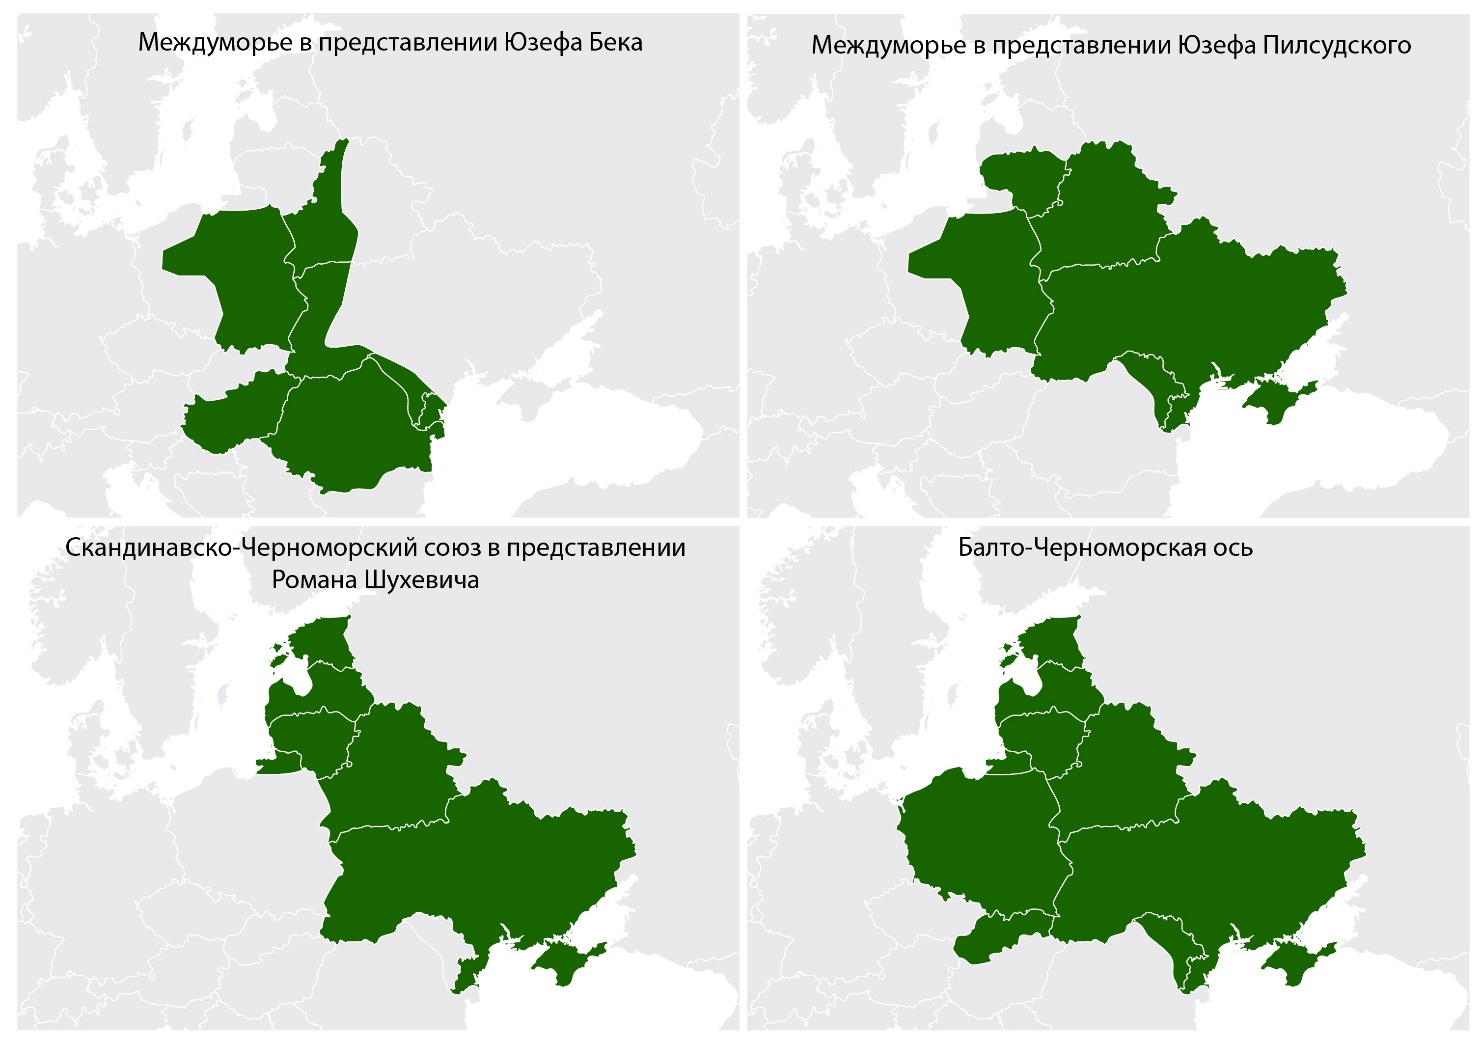 Междуморье в представлении Юзефа Бека
Междуморье в представлении Юзефа Пилсудского
Скандинавско-Черноморский союз в представлении
Романа Шухевича
Балто-Черноморская ось